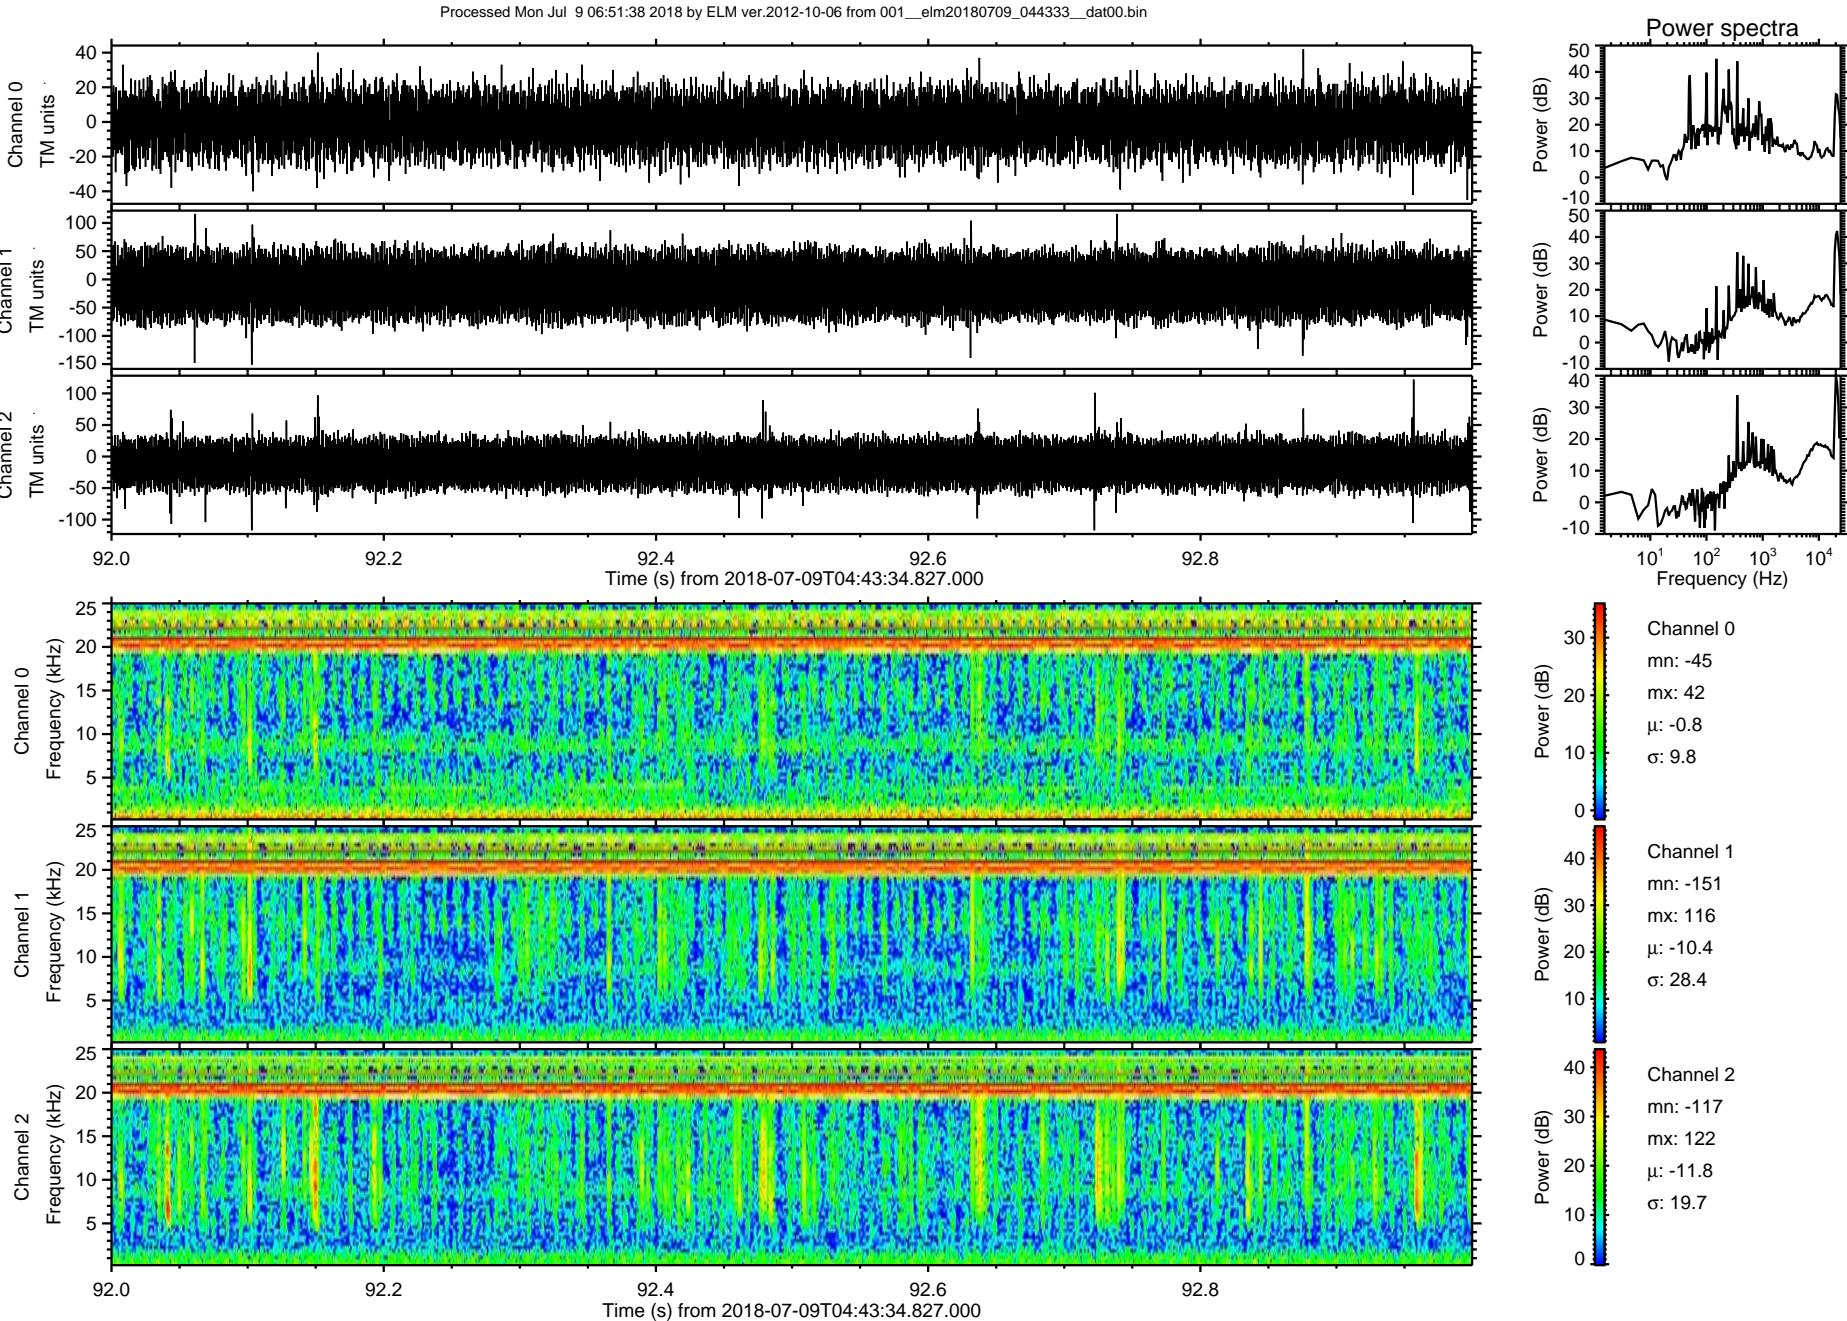 Processed Mon Jul  9 06:51:38 2018 by ELM ver.2012-10-06 from 001__elm20180709_044333__dat00.bin
Power spectra
Channel 0
TM units
40
20
0
-20
-40
Power (dB)
50
40
30
20
10
0
-10
Channel 1
TM units
100
50
0
-50
-100
-150
Power (dB)
50
40
30
20
10
0
-10
Channel 2
TM units
100
50
0
-50
-100
Power (dB)
40
30
20
10
0
-10
92.0 92.2 92.4 92.6 92.8
Time (s) from 2018-07-09T04:43:34.827.000
10¹ 10² 10³ 10⁴
Frequency (Hz)
Channel 0
Frequency (kHz)
25
20
15
10
5
Power (dB)
30
20
10
0
Channel 0
mn: -45
mx: 42
μ: -0.8
σ: 9.8
Channel 1
Frequency (kHz)
25
20
15
10
5
Power (dB)
40
30
20
10
Channel 1
mn: -151
mx: 116
μ: -10.4
σ: 28.4
Channel 2
Frequency (kHz)
25
20
15
10
5
Power (dB)
40
30
20
10
0
Channel 2
mn: -117
mx: 122
μ: -11.8
σ: 19.7
92.0 92.2 92.4 92.6 92.8
Time (s) from 2018-07-09T04:43:34.827.000